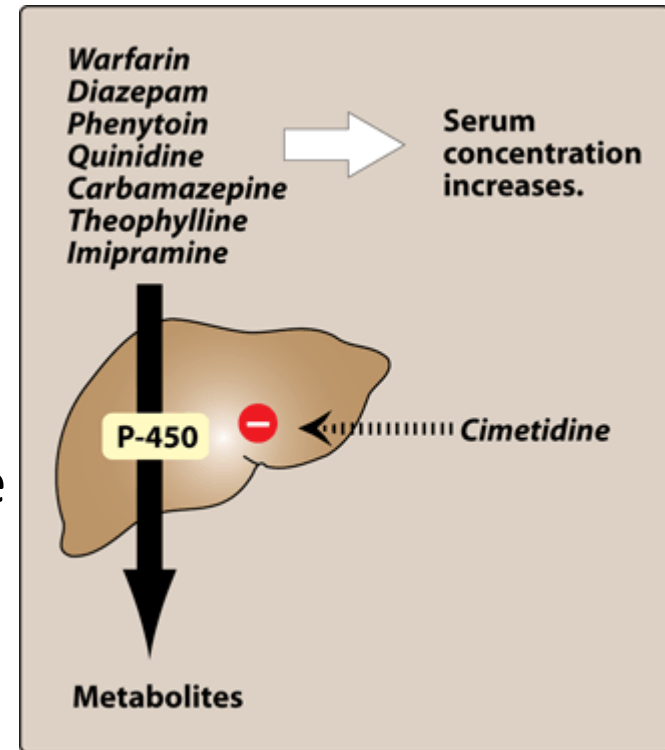 Warfarin
Diazepam
Phenytoin
Quinidine
Carbamazepine
Theophylline
Imipramine
Serum
concentration
increases.
P-450
Cimetidine
e
Metabolites